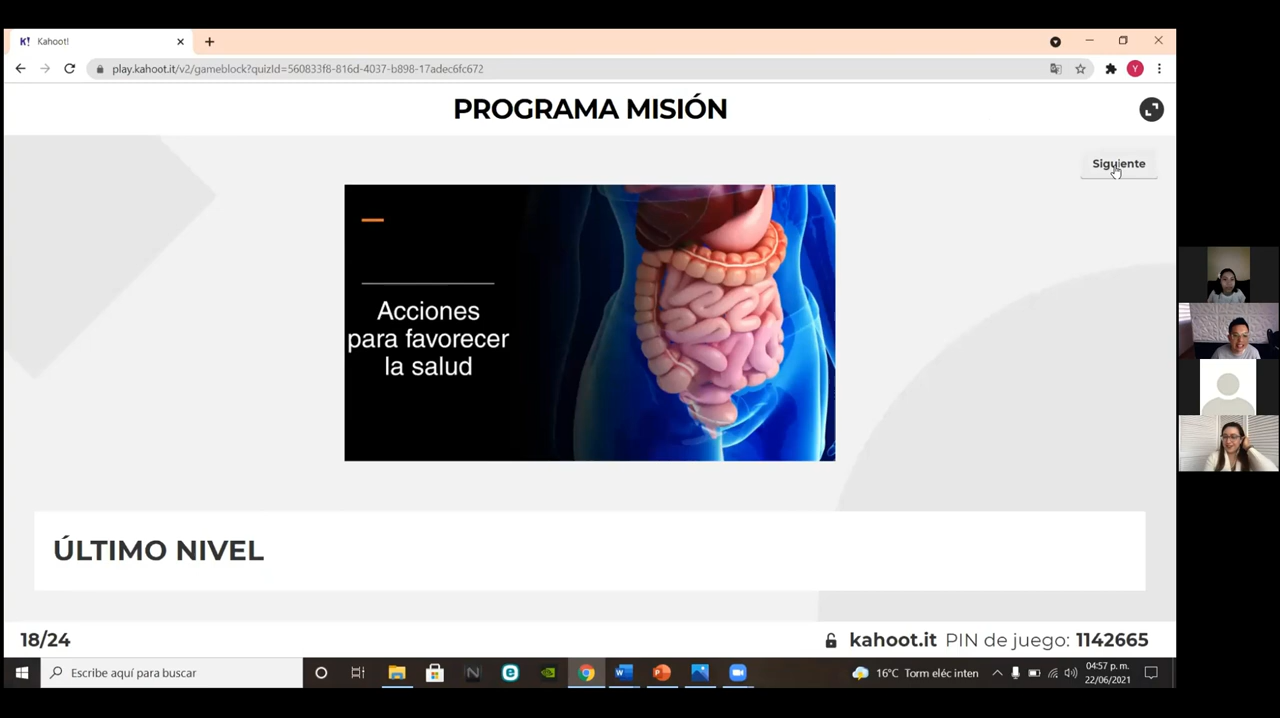 Kahoot!
play.kahoot.it/v2/gameblock?quizId=560833f8-816d-4037-b898-17adec6fc672
Y
PROGRAMA MISIÓN
Siguiente
Acciones
para favorecer
la salud
ÚLTIMO NIVEL
18/24
kahoot.it PIN de juego: 1142665
Escribe aquí para buscar
16°C Torm eléc inten
04:57 p. m.
22/06/2021